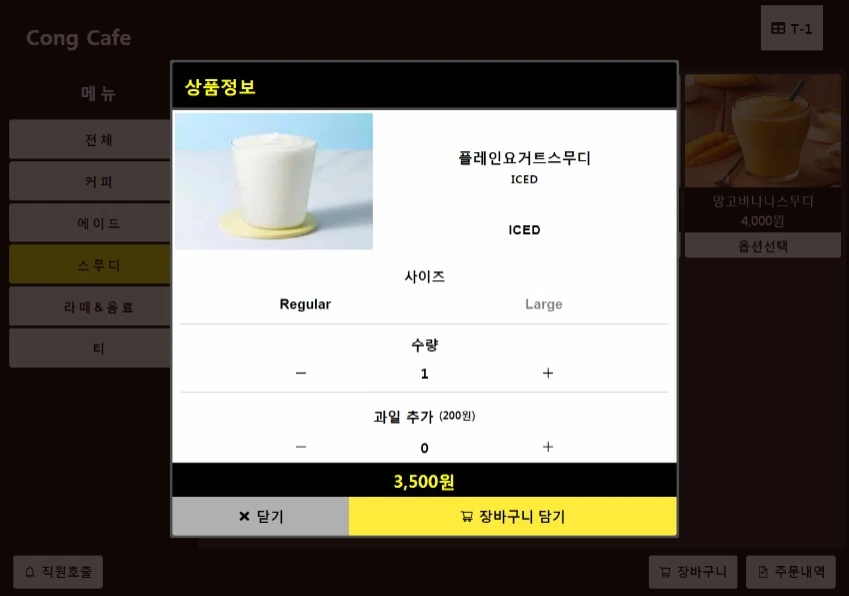 Cong Cafe
T-1
메뉴
전체
커피
에이드
스무디
라떼&음료
티
상품정보
플레인요거트스무디
ICED
ICED
사이즈
Regular Large
수량
− 1 +
과일 추가 (200원)
− 0 +
3,500원
닫기
장바구니 담기
망고바나나스무디
4,000원
옵션선택
직원호출
장바구니
주문내역